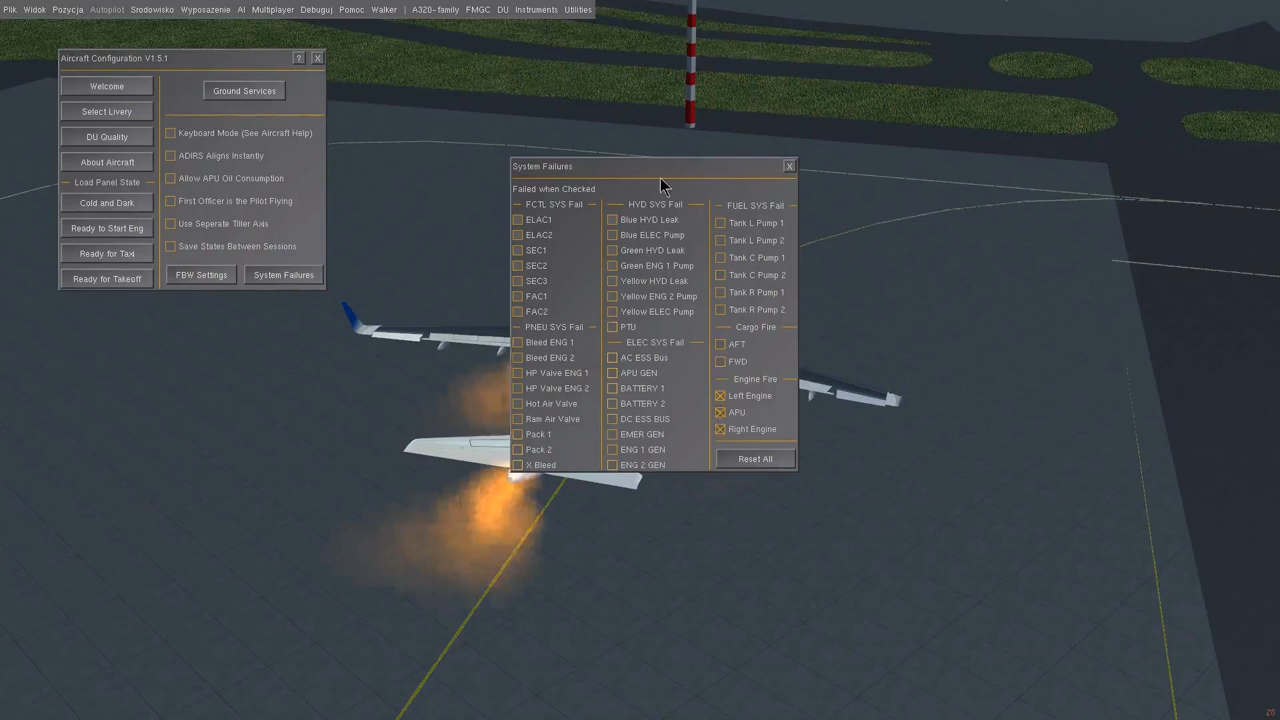 Plik Widok Pozycja Autopilot Środowisko Wyposażenie AI Multiplayer Debuguj Pomoc Walker | A320-family FMGC DU Instruments Utilities
Aircraft Configuration V1.5.1
? X
Welcome
Select Livery
DU Quality
About Aircraft
Load Panel State
Cold and Dark
Ready to Start Eng
Ready for Taxi
Ready for Takeoff
Ground Services
Keyboard Mode (See Aircraft Help)
ADIRS Aligns Instantly
Allow APU Oil Consumption
First Officer is the Pilot Flying
Use Seperate Tiller Axis
Save States Between Sessions
FBW Settings
System Failures
System Failures
X
Failed when Checked
FCTL SYS Fail
ELAC1
ELAC2
SEC1
SEC2
SEC3
FAC1
FAC2
PNEU SYS Fail
Bleed ENG 1
Bleed ENG 2
HP Valve ENG 1
HP Valve ENG 2
Hot Air Valve
Ram Air Valve
Pack 1
Pack 2
X Bleed
HYD SYS Fail
Blue HYD Leak
Blue ELEC Pump
Green HYD Leak
Green ENG 1 Pump
Yellow HYD Leak
Yellow ENG 2 Pump
Yellow ELEC Pump
PTU
ELEC SYS Fail
AC ESS Bus
APU GEN
BATTERY 1
BATTERY 2
DC ESS BUS
EMER GEN
ENG 1 GEN
ENG 2 GEN
FUEL SYS Fail
Tank L Pump 1
Tank L Pump 2
Tank C Pump 1
Tank C Pump 2
Tank R Pump 1
Tank R Pump 2
Cargo Fire
AFT
FWD
Engine Fire
Left Engine
APU
Right Engine
Reset All